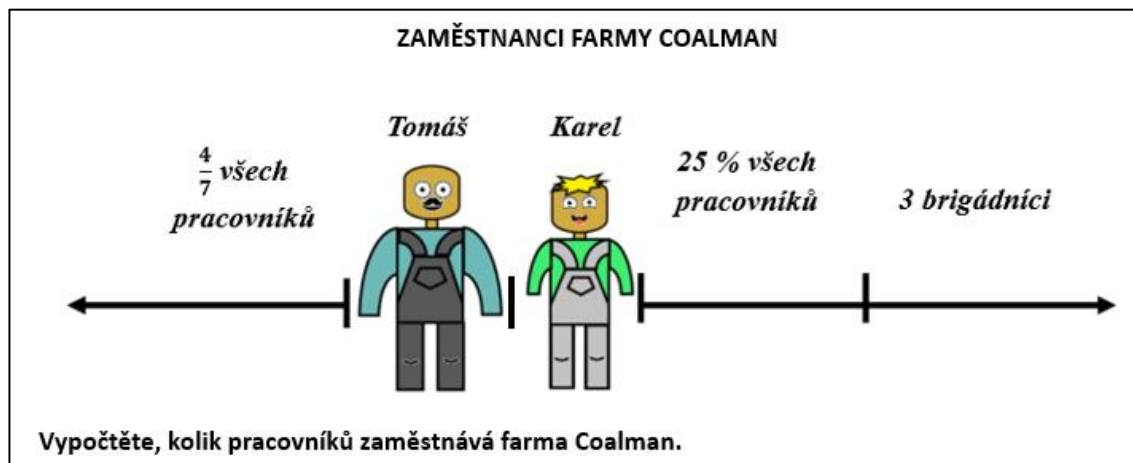 ZAMĚSTNANCI FARMY COALMAN
Tomáš
Karel
4/7 všech
pracovníků
25 % všech
pracovníků
3 brigádníci
Vypočtěte, kolik pracovníků zaměstnává farma Coalman.